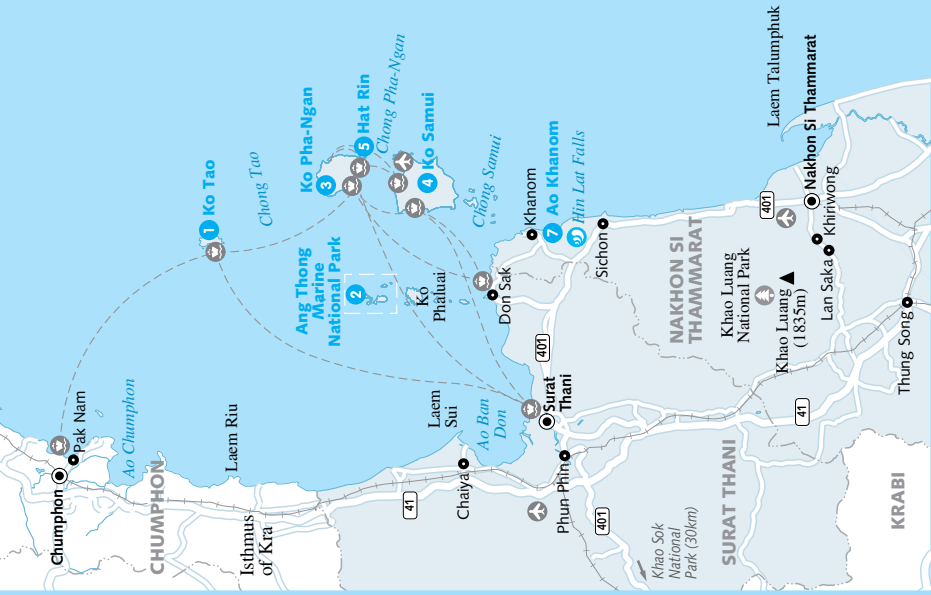 Chumphon
Pak Nam
Ao Chumphon
CHUMPHON
Laem Riu
Isthmus
of Kra
1 Ko Tao
Chong Tao
Ang Thong
Marine
National Park
2
Ko Pha-Ngan
3
5 Hat Rin
Chong Pha-Ngan
4 Ko Samui
Chong Samui
Ko
Phaluai
Laem
Sui
Ao Ban
Don
Chaiya
41
Don Sak
Khanom
7 Ao Khanom
Hin Lat Falls
Sichon
401
Surat
Thani
Phun Phin
401
Khao Sok
National
Park (30km)
SURAT THANI
41
NAKHON SI
THAMMARAT
Khao Luang
National Park
Khao Luang
(1835m)
401
Laem Talumphuk
Nakhon Si Thammarat
Khiriwong
Lan Saka
Thung Song
KRABI